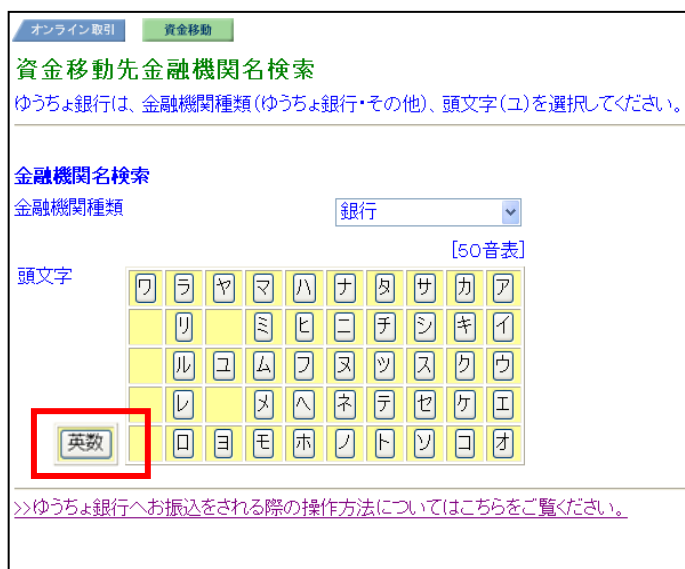 オンライン取引 資金移動
資金移動先金融機関名検索
ゆうちょ銀行は、金融機関種類(ゆうちょ銀行・その他)、頭文字(ユ)を選択してください。
金融機関名検索
金融機関種類 銀行
[50音表]
頭文字 ワ ラ ヤ マ ハ ナ タ サ カ ア
リ ミ ヒ ニ チ シ キ イ
ル ユ ム フ ヌ ツ ス ク ウ
レ メ ヘ ネ テ セ ケ エ
英数 ロ ヨ モ ホ ノ ト ソ コ オ
>>ゆうちょ銀行へお振込をされる際の操作方法についてはこちらをご覧ください。